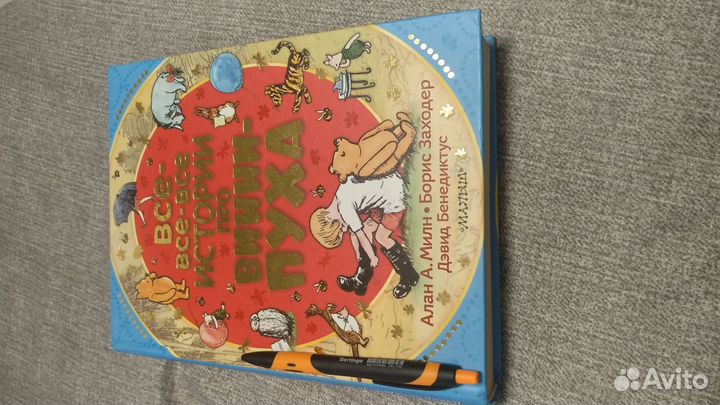 ВСЕ-
ВСЕ-ВСЕ
ИСТОРИИ
ПРО
ВИННИ-
ПУХА
Алан А. Милн • Борис Заходер
Дэвид Бенедиктус
•МАЛЫШ•
Berlingo
Avito